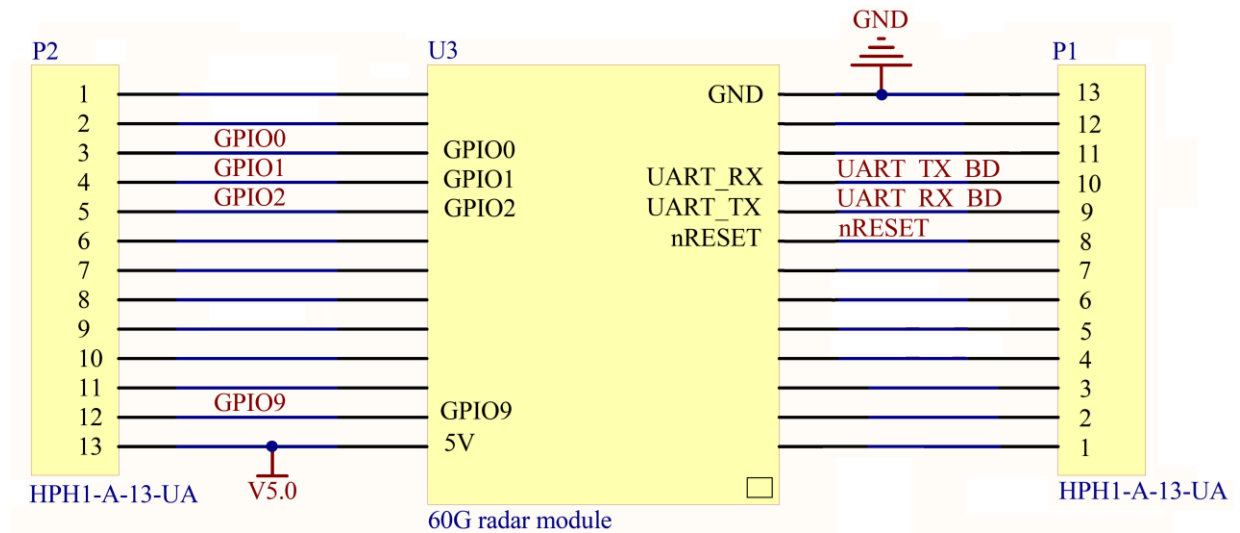 GND
P2 U3 P1
1 GND 13
2 12
GPIO0
3 GPIO0 11
GPIO1 UART_TX_BD
4 GPIO1 UART_RX 10
GPIO2 UART_RX_BD
5 GPIO2 UART_TX 9
nRESET
6 nRESET 8
7 7
8 6
9 5
10 4
11 3
GPIO9
12 GPIO9 2
13 5V 1
HPH1-A-13-UA V5.0 HPH1-A-13-UA
60G radar module